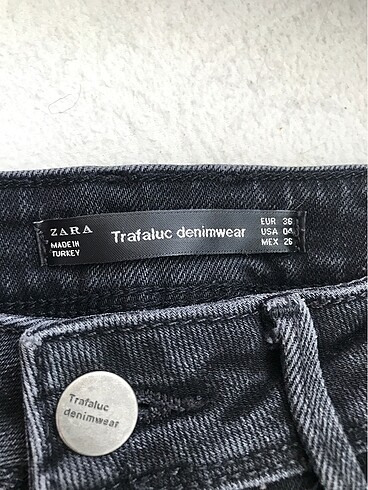 ZARA
MADE IN
TURKEY
Trafaluc denimwear
EUR 36
USA 04
MEX 26
Trafaluc
denimwear